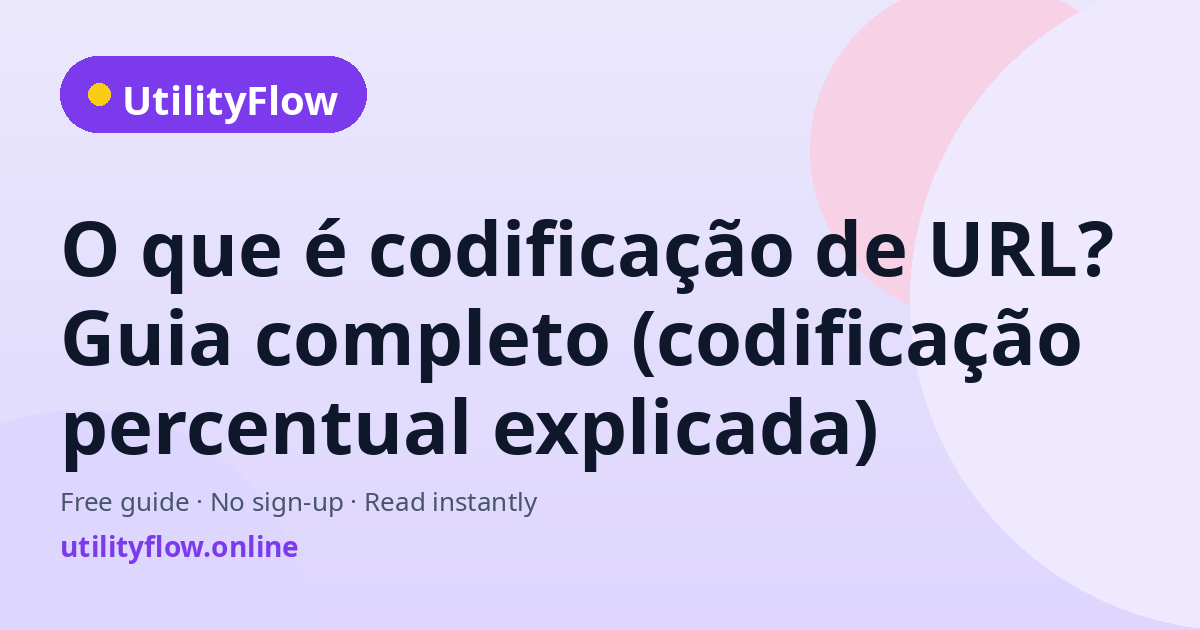 UtilityFlow
O que é codificação de URL?
Guia completo (codificação
percentual explicada)
Free guide · No sign-up · Read instantly
utilityflow.online